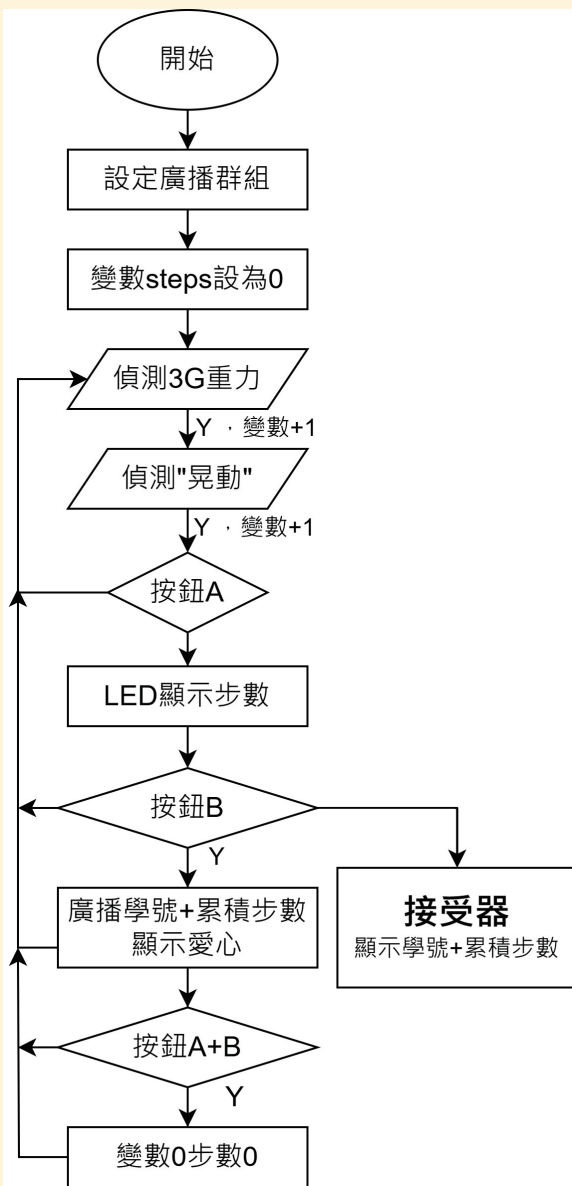 開始
設定廣播群組
變數steps設為0
偵測3G重力
Y，變數+1
偵測"晃動"
Y，變數+1
按鈕A
LED顯示步數
按鈕B
Y
廣播學號+累積步數
顯示愛心
接受器
顯示學號+累積步數
按鈕A+B
Y
變數0步數0